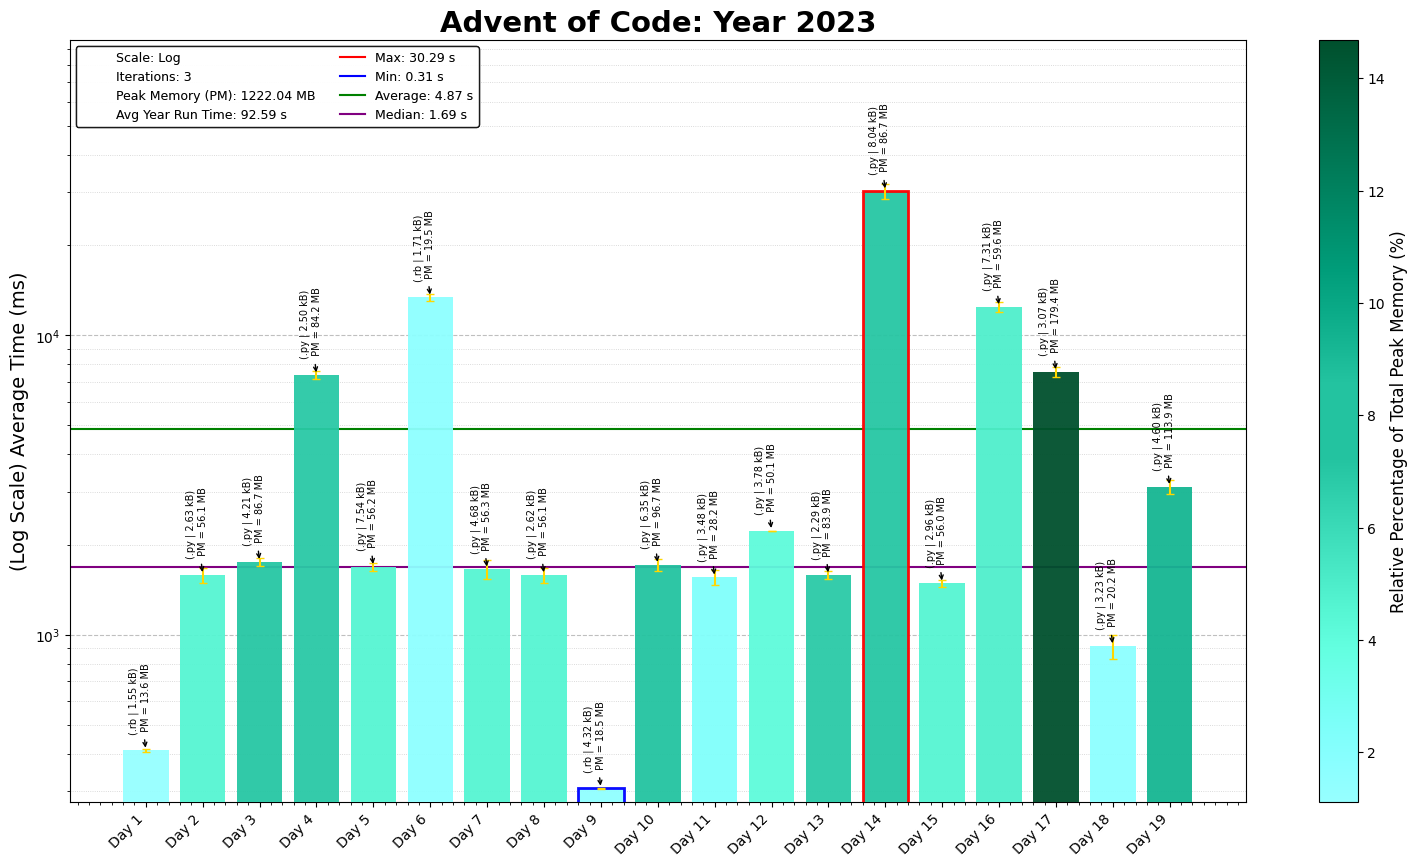 Advent of Code: Year 2023
Scale: Log
Iterations: 3
Peak Memory (PM): 1222.04 MB
Avg Year Run Time: 92.59 s
Max: 30.29 s
Min: 0.31 s
Average: 4.87 s
Median: 1.69 s
(Log Scale) Average Time (ms)
10^4
10^3
(.rb | 1.55 kB)
PM = 13.6 MB
(.py | 2.63 kB)
PM = 56.1 MB
(.py | 4.21 kB)
PM = 86.7 MB
(.py | 2.50 kB)
PM = 84.2 MB
(.py | 7.54 kB)
PM = 56.2 MB
(.rb | 1.71 kB)
PM = 19.5 MB
(.py | 4.68 kB)
PM = 56.3 MB
(.py | 2.62 kB)
PM = 56.1 MB
(.rb | 4.32 kB)
PM = 18.5 MB
(.py | 6.35 kB)
PM = 96.7 MB
(.py | 3.48 kB)
PM = 28.2 MB
(.py | 3.78 kB)
PM = 50.1 MB
(.py | 2.29 kB)
PM = 83.9 MB
(.py | 8.04 kB)
PM = 86.7 MB
(.py | 2.96 kB)
PM = 56.0 MB
(.py | 7.31 kB)
PM = 59.6 MB
(.py | 3.07 kB)
PM = 179.4 MB
(.py | 3.23 kB)
PM = 20.2 MB
(.py | 4.60 kB)
PM = 113.9 MB
Day 1
Day 2
Day 3
Day 4
Day 5
Day 6
Day 7
Day 8
Day 9
Day 10
Day 11
Day 12
Day 13
Day 14
Day 15
Day 16
Day 17
Day 18
Day 19
14
12
10
8
6
4
2
Relative Percentage of Total Peak Memory (%)